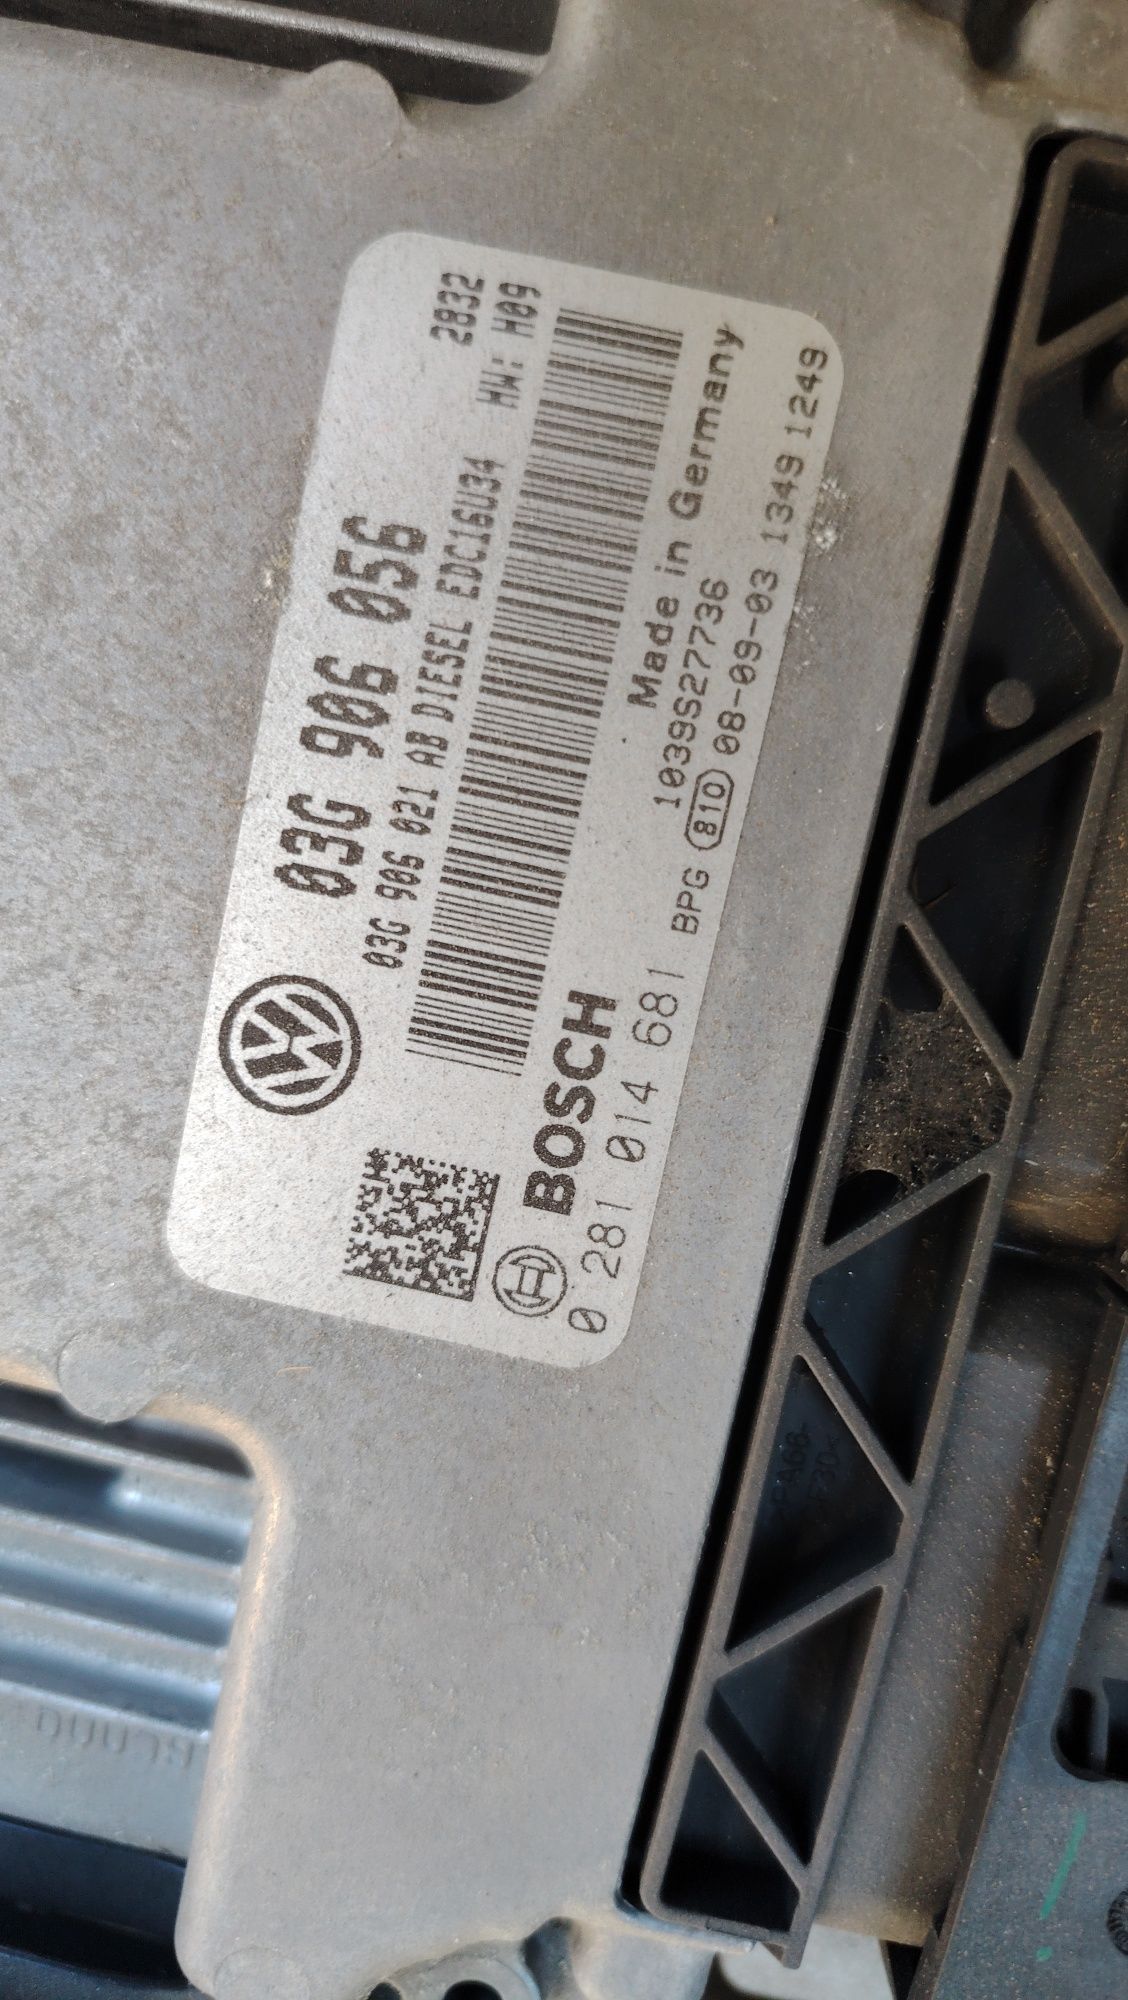 2832
03G 906 056
HW: H09
03G 906 021 AB DIESEL EDC16U34
BOSCH
Made in Germany
1039S27736
0 281 014 681
BPG 810 08-09-03 1349 1249